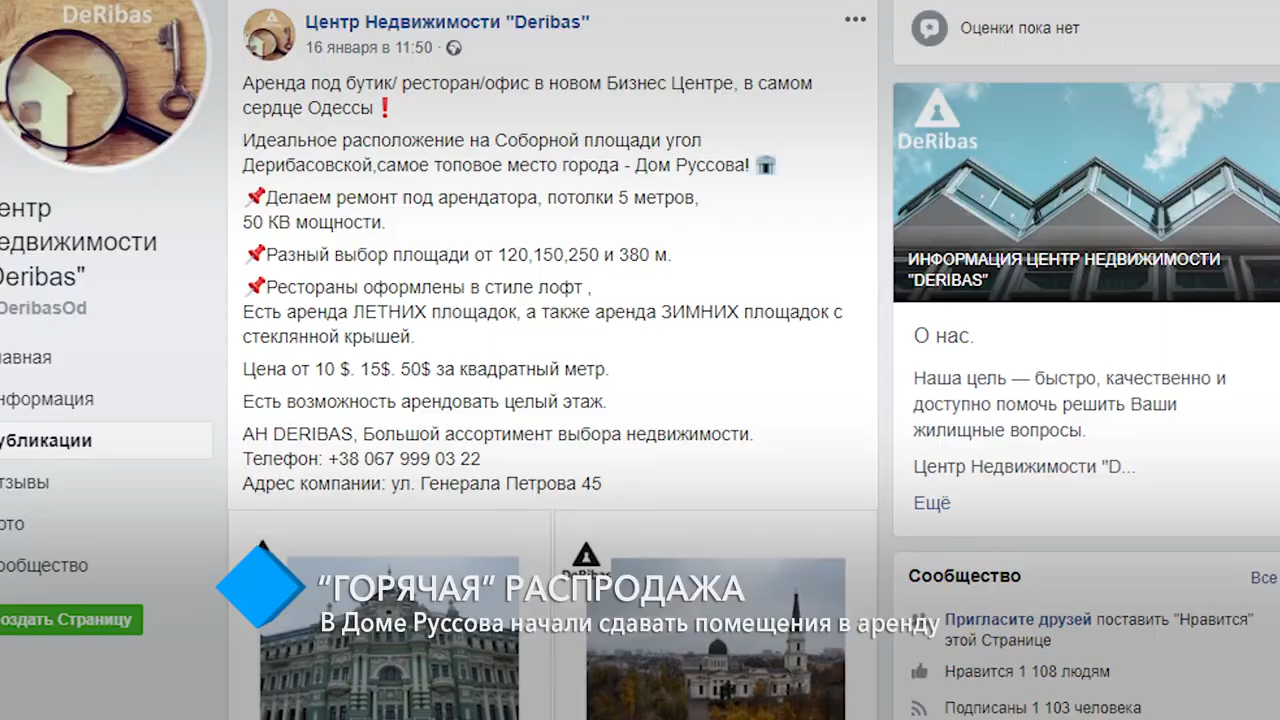 DeRibas
ентр
едвижимости
Deribas"
DeribasOd
лавная
нформация
убликации
тзывы
ото
ообщество
оздать Страницу
Центр Недвижимости "Deribas"
16 января в 11:50 ·
Аренда под бутик/ ресторан/офис в новом Бизнес Центре, в самом
сердце Одессы❗
Идеальное расположение на Соборной площади угол
Дерибасовской,самое топовое место города - Дом Руссова! 🏛
📌Делаем ремонт под арендатора, потолки 5 метров,
50 КВ мощности.
📌Разный выбор площади от 120,150,250 и 380 м.
📌Рестораны оформлены в стиле лофт ,
Есть аренда ЛЕТНИХ площадок, а также аренда ЗИМНИХ площадок с
стеклянной крышей.
Цена от 10 $. 15$. 50$ за квадратный метр.
Есть возможность арендовать целый этаж.
АН DERIBAS, Большой ассортимент выбора недвижимости.
Телефон: +38 067 999 03 22
Адрес компании: ул. Генерала Петрова 45
DeRibas
“ГОРЯЧАЯ“ РАСПРОДАЖА
В Доме Руссова начали сдавать помещения в аренду
Оценки пока нет
DeRibas
ИНФОРМАЦИЯ ЦЕНТР НЕДВИЖИМОСТИ
"DERIBAS"
О нас.
Наша цель — быстро, качественно и
доступно помочь решить Ваши
жилищные вопросы.
Центр Недвижимости "D...
Ещё
Сообщество
Все
Пригласите друзей поставить "Нравится"
этой Странице
Нравится 1 108 людям
Подписаны 1 103 человека